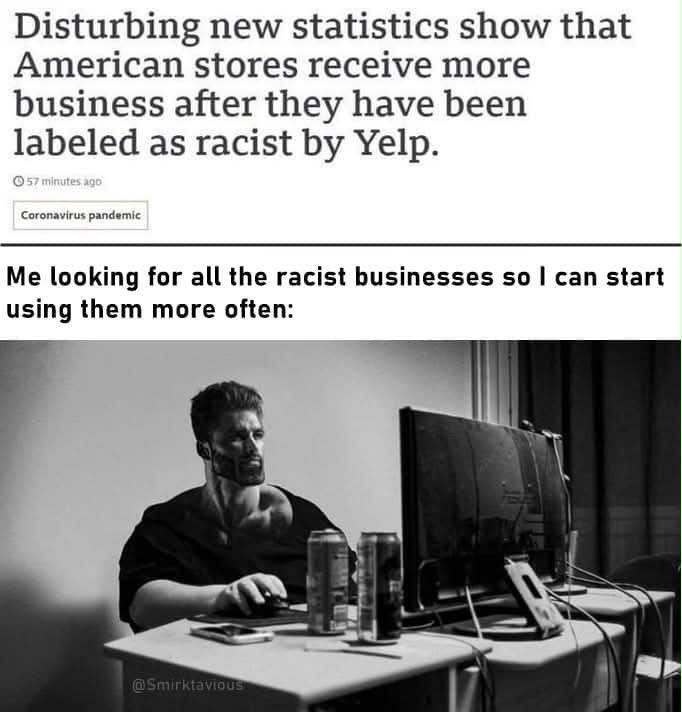 Disturbing new statistics show that
American stores receive more
business after they have been
labeled as racist by Yelp.
57 minutes ago
Coronavirus pandemic
Me looking for all the racist businesses so I can start
using them more often:
@Smirktavious